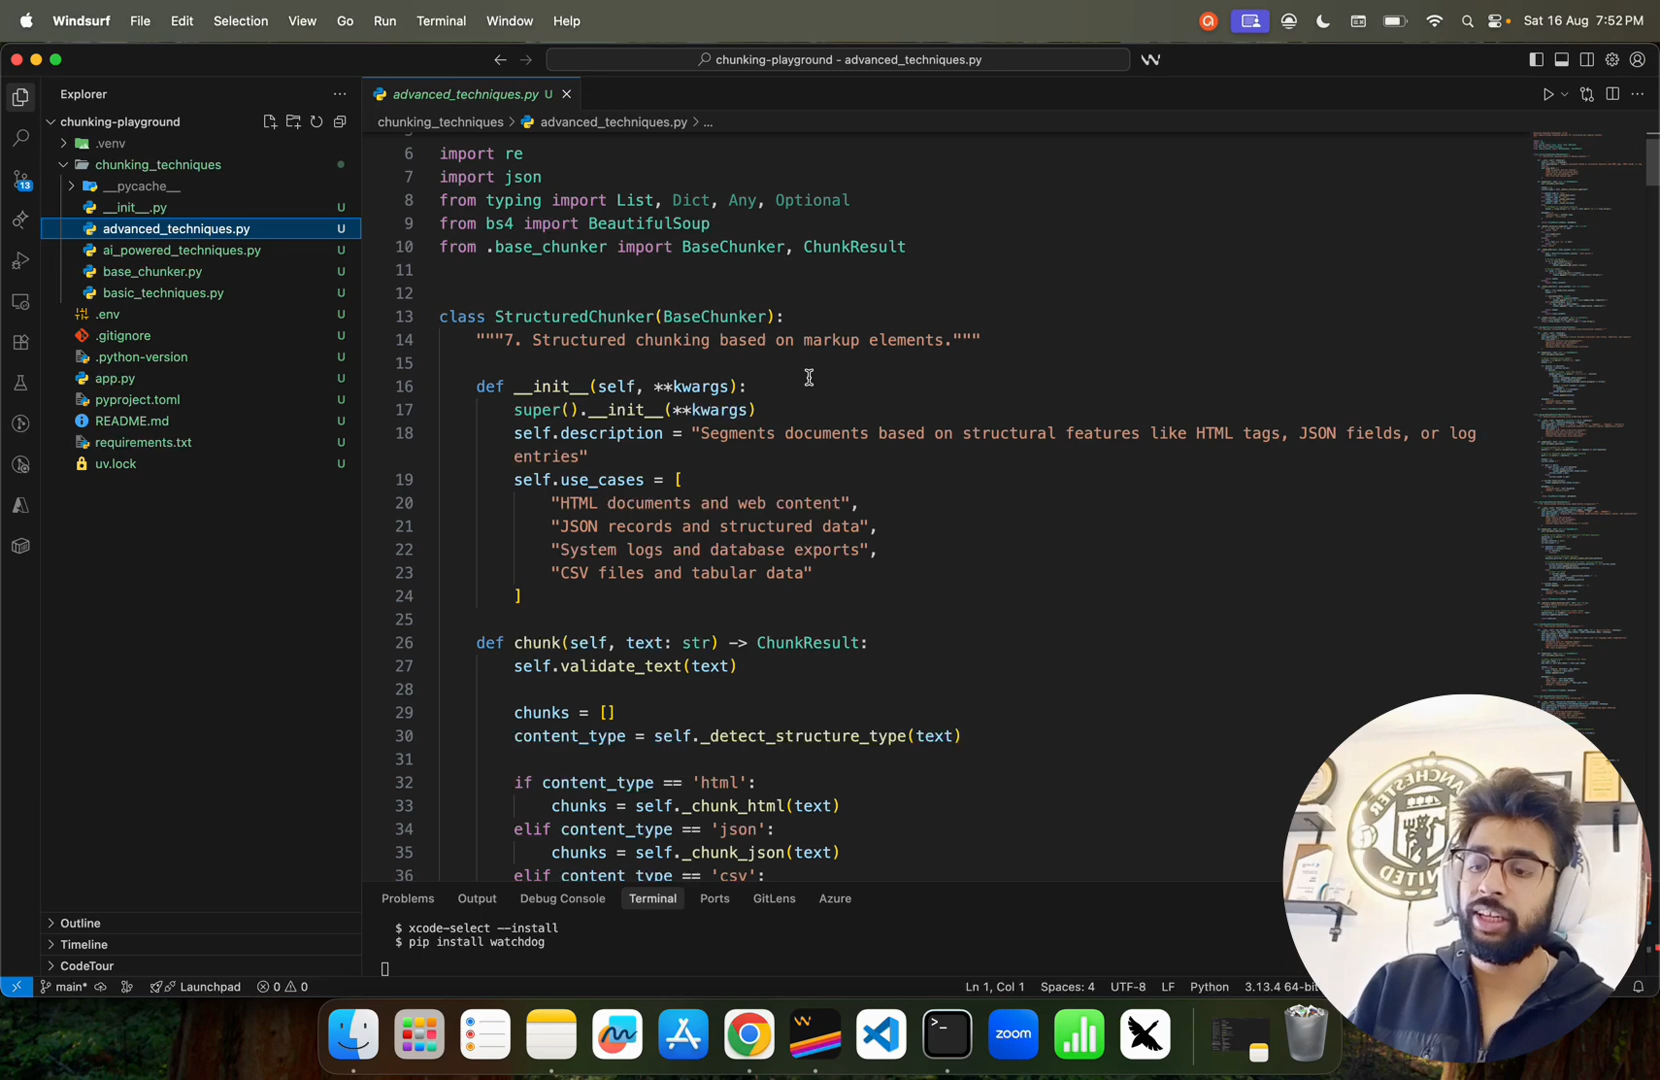 Windsurf File Edit Selection View Go Run Terminal Window Help Sat 16 Aug 7:52 PM
chunking-playground - advanced_techniques.py
Explorer
advanced_techniques.py U
chunking-playground
chunking_techniques > advanced_techniques.py > ...
.venv
chunking_techniques
__pycache__
__init__.py U
advanced_techniques.py U
ai_powered_techniques.py U
base_chunker.py U
basic_techniques.py U
.env U
.gitignore U
.python-version U
app.py U
pyproject.toml U
README.md U
requirements.txt U
uv.lock U
13
6 import re
7 import json
8 from typing import List, Dict, Any, Optional
9 from bs4 import BeautifulSoup
10 from .base_chunker import BaseChunker, ChunkResult
11
12
13 class StructuredChunker(BaseChunker):
14 """7. Structured chunking based on markup elements."""
15
16 def __init__(self, **kwargs):
17 super().__init__(**kwargs)
18 self.description = "Segments documents based on structural features like HTML tags, JSON fields, or log
entries"
19 self.use_cases = [
20 "HTML documents and web content",
21 "JSON records and structured data",
22 "System logs and database exports",
23 "CSV files and tabular data"
24 ]
25
26 def chunk(self, text: str) -> ChunkResult:
27 self.validate_text(text)
28
29 chunks = []
30 content_type = self._detect_structure_type(text)
31
32 if content_type == 'html':
33 chunks = self._chunk_html(text)
34 elif content_type == 'json':
35 chunks = self._chunk_json(text)
36 elif content_type == 'csv':
Problems Output Debug Console Terminal Ports GitLens Azure
$ xcode-select --install
$ pip install watchdog
Outline
Timeline
CodeTour
main* Launchpad 0 0 Ln 1, Col 1 Spaces: 4 UTF-8 LF Python 3.13.4 64-bit
zoom
UNITED